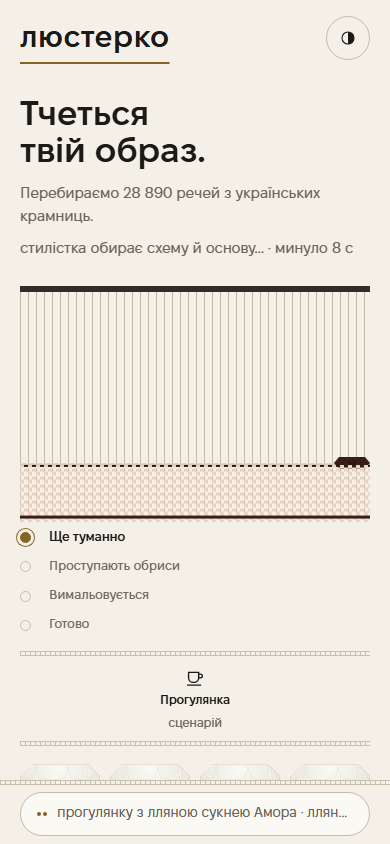 люстерко
Тчеться
твій образ.
Перебираємо 28 890 речей з українських
крамниць.
стилістка обирає схему й основу... · минуло 8 с
Ще туманно
Проступають обриси
Вимальовується
Готово
Прогулянка
сценарій
прогулянку з лляною сукнею Амора · ллян...